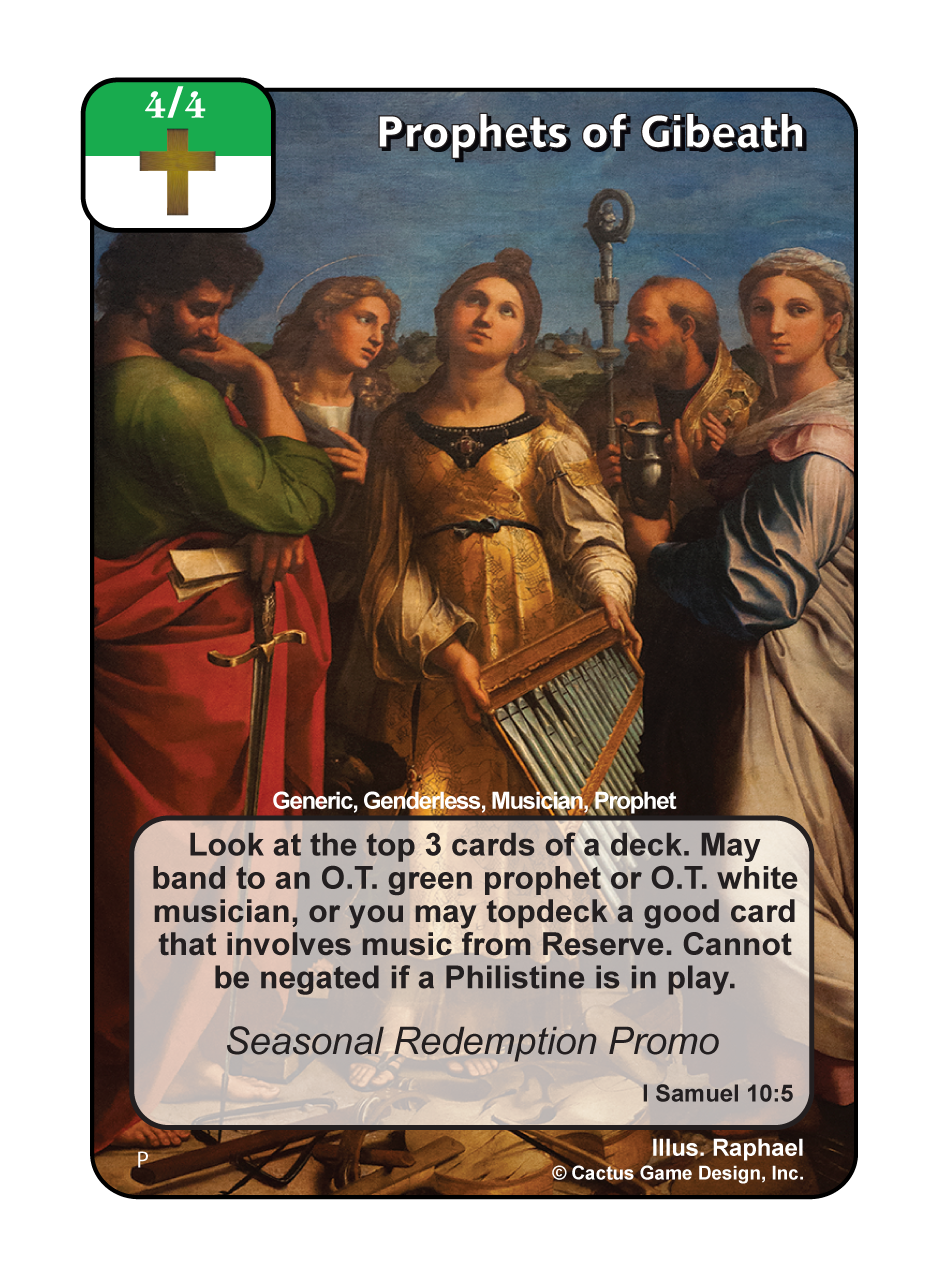 4/4
Prophets of Gibeath
Generic, Genderless, Musician, Prophet
Look at the top 3 cards of a deck. May
band to an O.T. green prophet or O.T. white
musician, or you may topdeck a good card
that involves music from Reserve. Cannot
be negated if a Philistine is in play.
Seasonal Redemption Promo
I Samuel 10:5
P
Illus. Raphael
© Cactus Game Design, Inc.